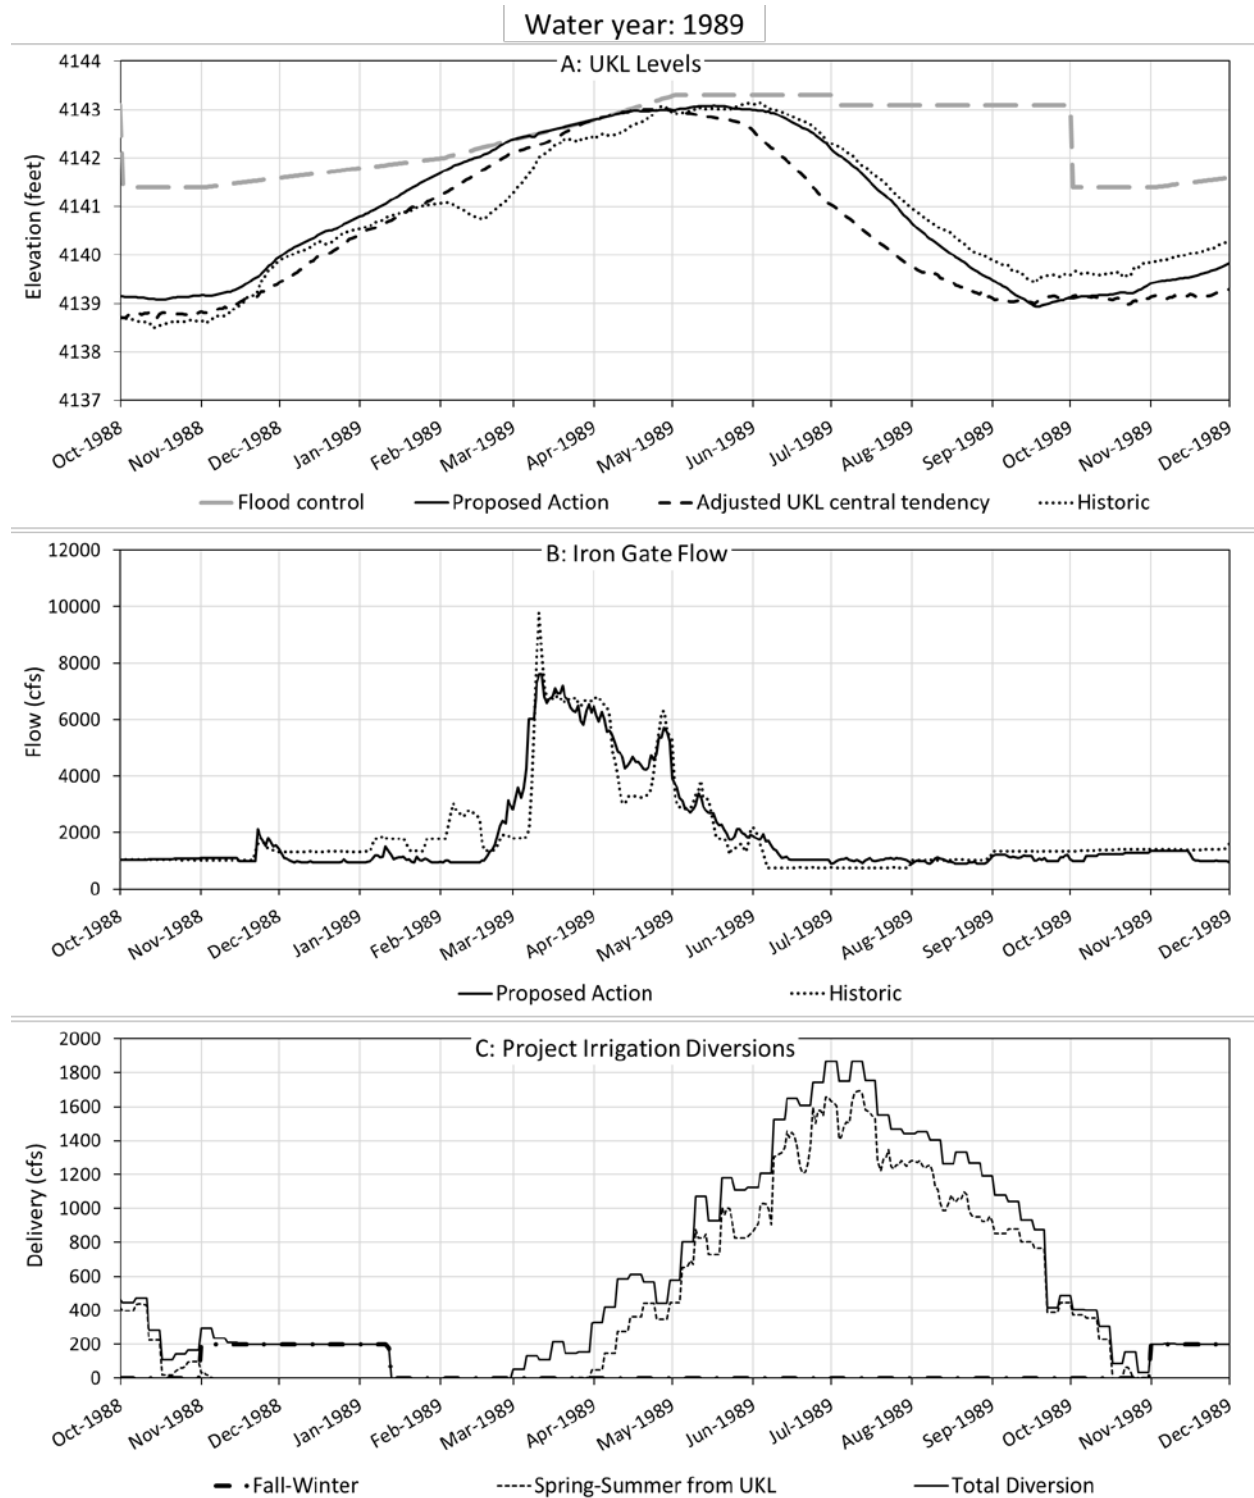 Water year: 1989
A: UKL Levels
Elevation (feet)
4144
4143
4142
4141
4140
4139
4138
4137
Oct-1988 Nov-1988 Dec-1988 Jan-1989 Feb-1989 Mar-1989 Apr-1989 May-1989 Jun-1989 Jul-1989 Aug-1989 Sep-1989 Oct-1989 Nov-1989 Dec-1989
Flood control Proposed Action Adjusted UKL central tendency Historic
B: Iron Gate Flow
Flow (cfs)
12000
10000
8000
6000
4000
2000
0
Oct-1988 Nov-1988 Dec-1988 Jan-1989 Feb-1989 Mar-1989 Apr-1989 May-1989 Jun-1989 Jul-1989 Aug-1989 Sep-1989 Oct-1989 Nov-1989 Dec-1989
Proposed Action Historic
C: Project Irrigation Diversions
Delivery (cfs)
2000
1800
1600
1400
1200
1000
800
600
400
200
0
Oct-1988 Nov-1988 Dec-1988 Jan-1989 Feb-1989 Mar-1989 Apr-1989 May-1989 Jun-1989 Jul-1989 Aug-1989 Sep-1989 Oct-1989 Nov-1989 Dec-1989
Fall-Winter Spring-Summer from UKL Total Diversion